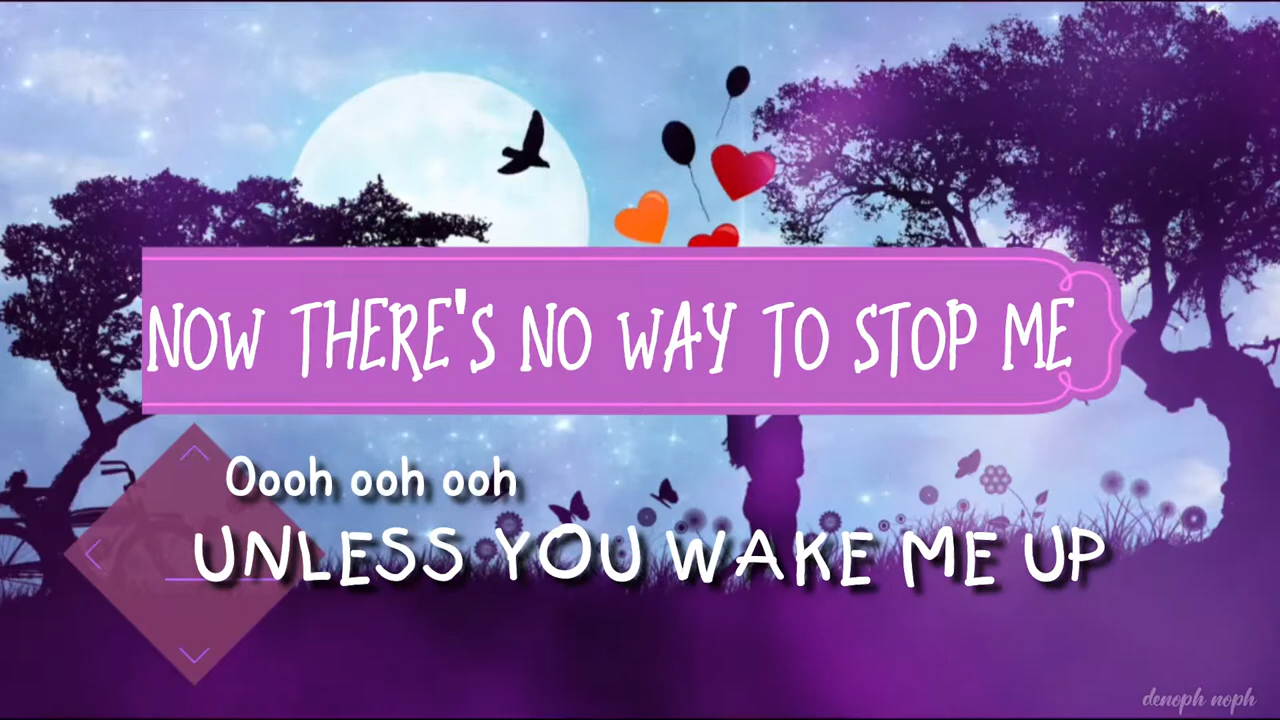 NOW THERE'S NO WAY TO STOP ME
Oooh ooh ooh
UNLESS YOU WAKE ME UP
denoph noph